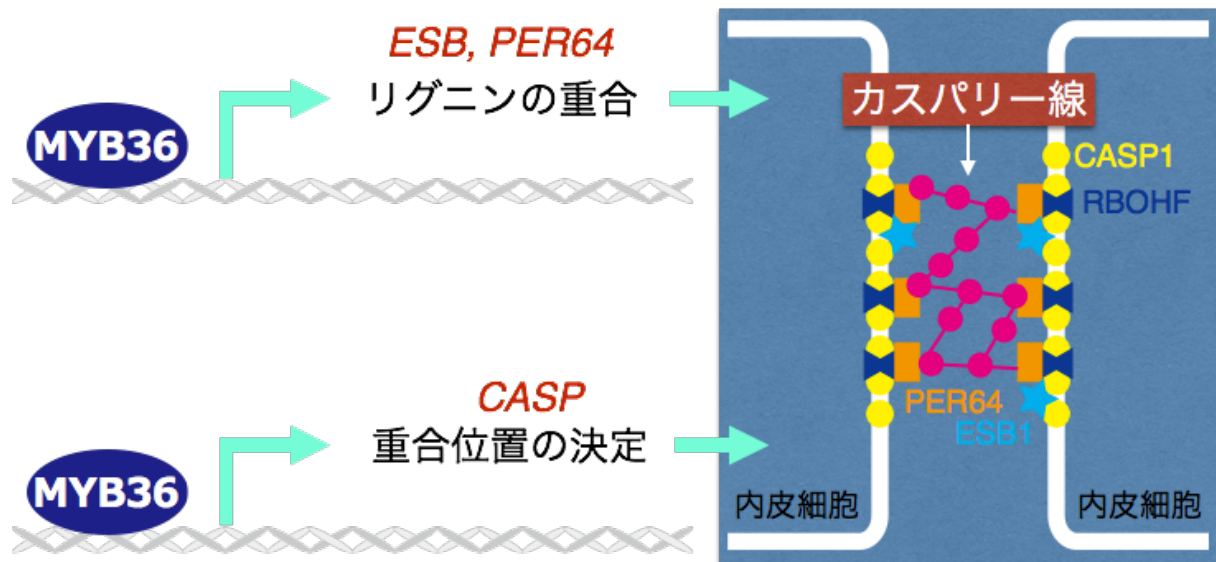 ESB, PER64
リグニンの重合
MYB36
CASP
重合位置の決定
MYB36
カスパリー線
CASP1
RBOHF
PER64
ESB1
内皮細胞
内皮細胞